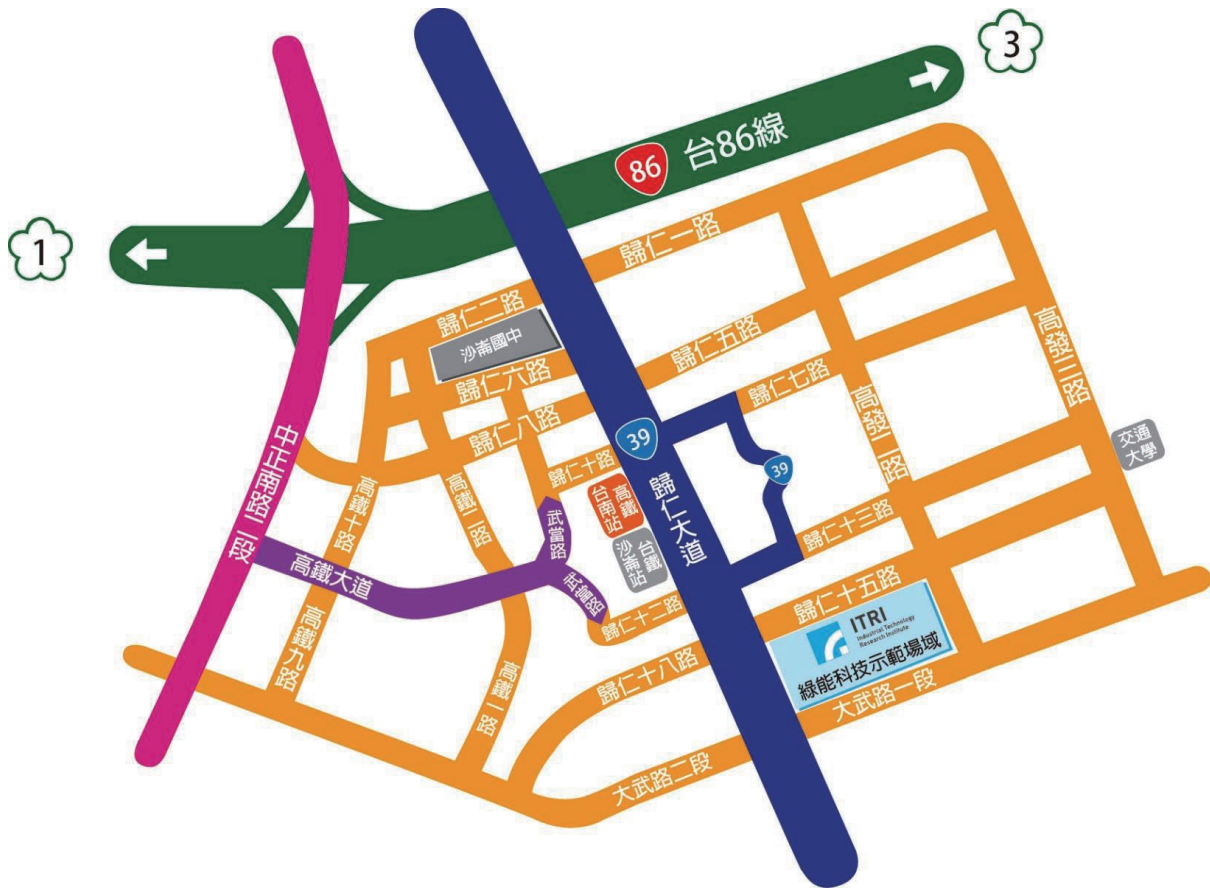 3
86
台86線
1
歸仁一路
歸仁二路
沙崙國中
歸仁五路
歸仁六路
歸仁七路
高發三路
歸仁八路
39
高發二路
中正南路二段
歸仁十路
39
交通
大學
高鐵
台南站
歸仁大道
高鐵十路
高鐵二路
武當路
台鐵
沙崙站
歸仁十三路
高鐵大道
武當路
歸仁十五路
歸仁十二路
ITRI
Industrial Technology
Research Institute
綠能科技示範場域
高鐵九路
高鐵一路
歸仁十八路
大武路一段
大武路二段